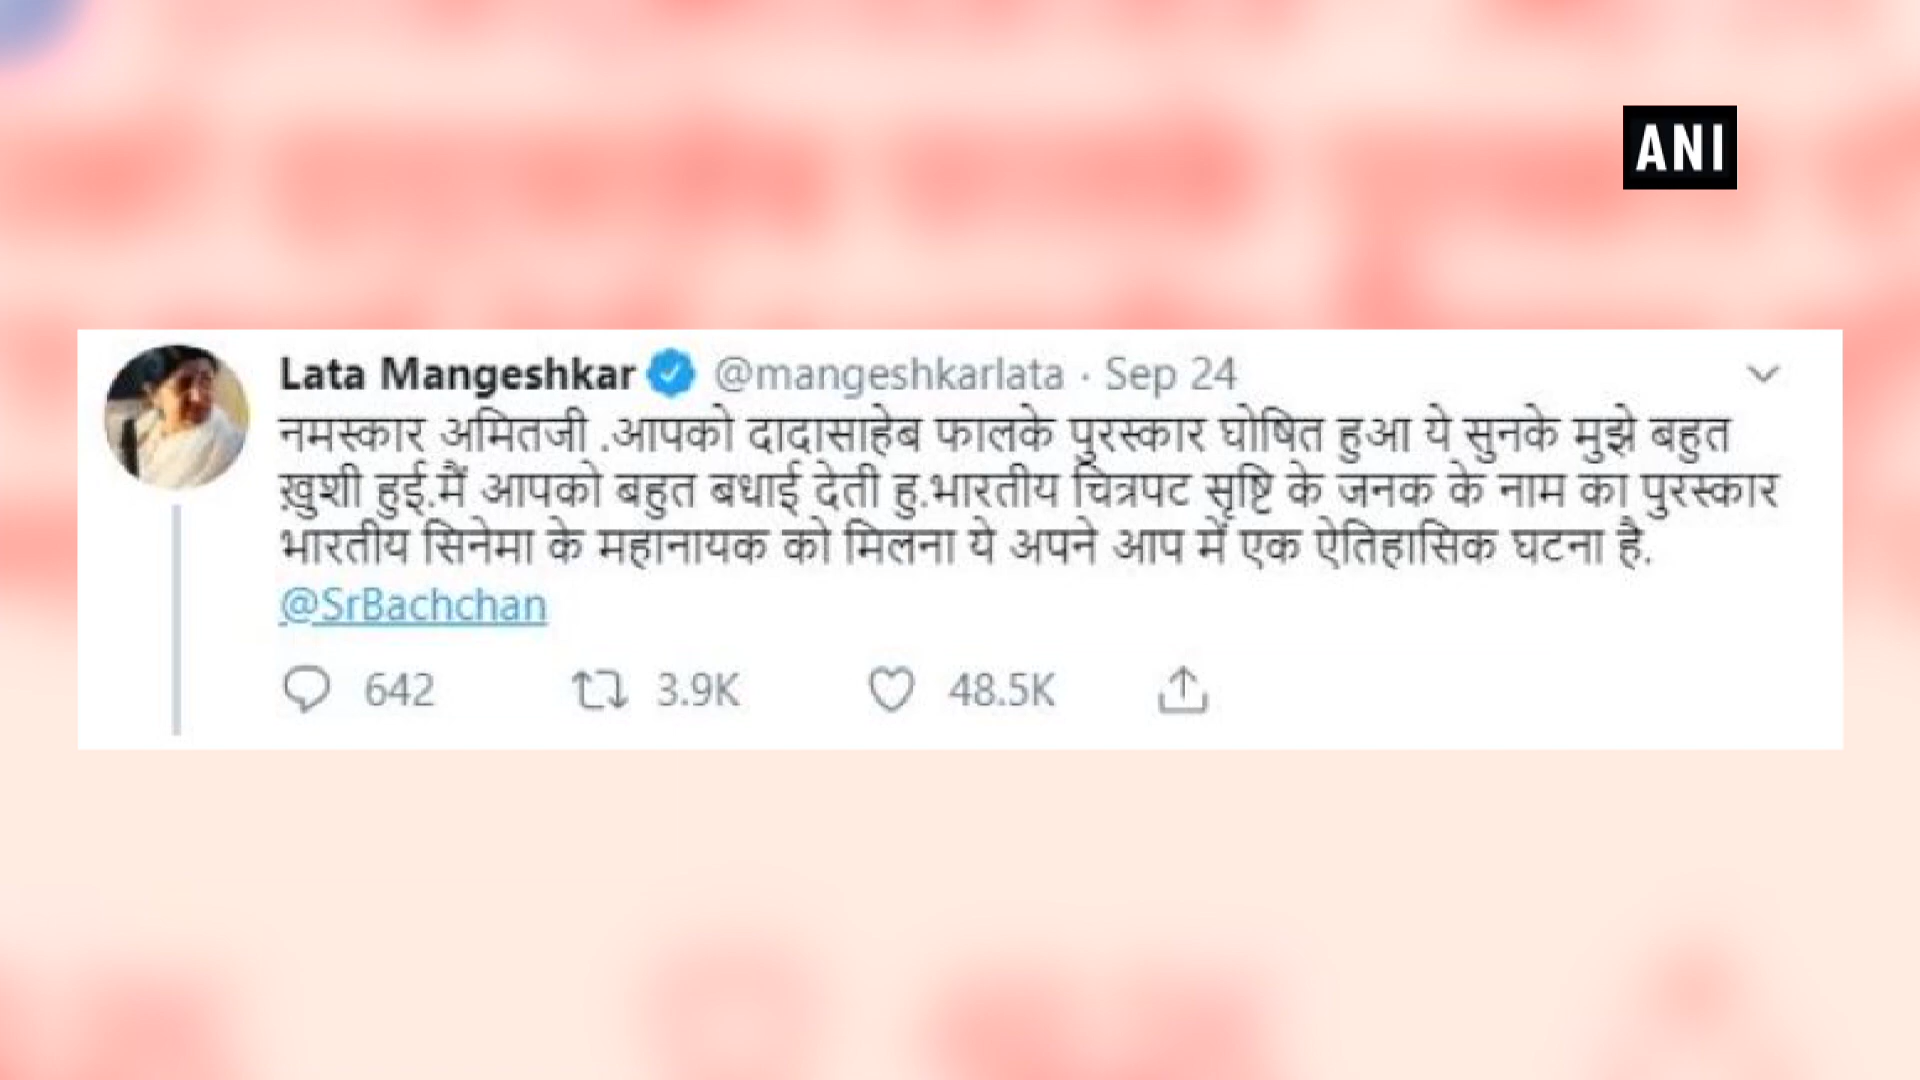 ANI
Lata Mangeshkar @mangeshkarlata · Sep 24
नमस्कार अमितजी .आपको दादासाहेब फालके पुरस्कार घोषित हुआ ये सुनके मुझे बहुत
ख़ुशी हुई.मैं आपको बहुत बधाई देती हु.भारतीय चित्रपट सृष्टि के जनक के नाम का पुरस्कार
भारतीय सिनेमा के महानायक को मिलना ये अपने आप में एक ऐतिहासिक घटना है.
@SrBachchan
642 3.9K 48.5K